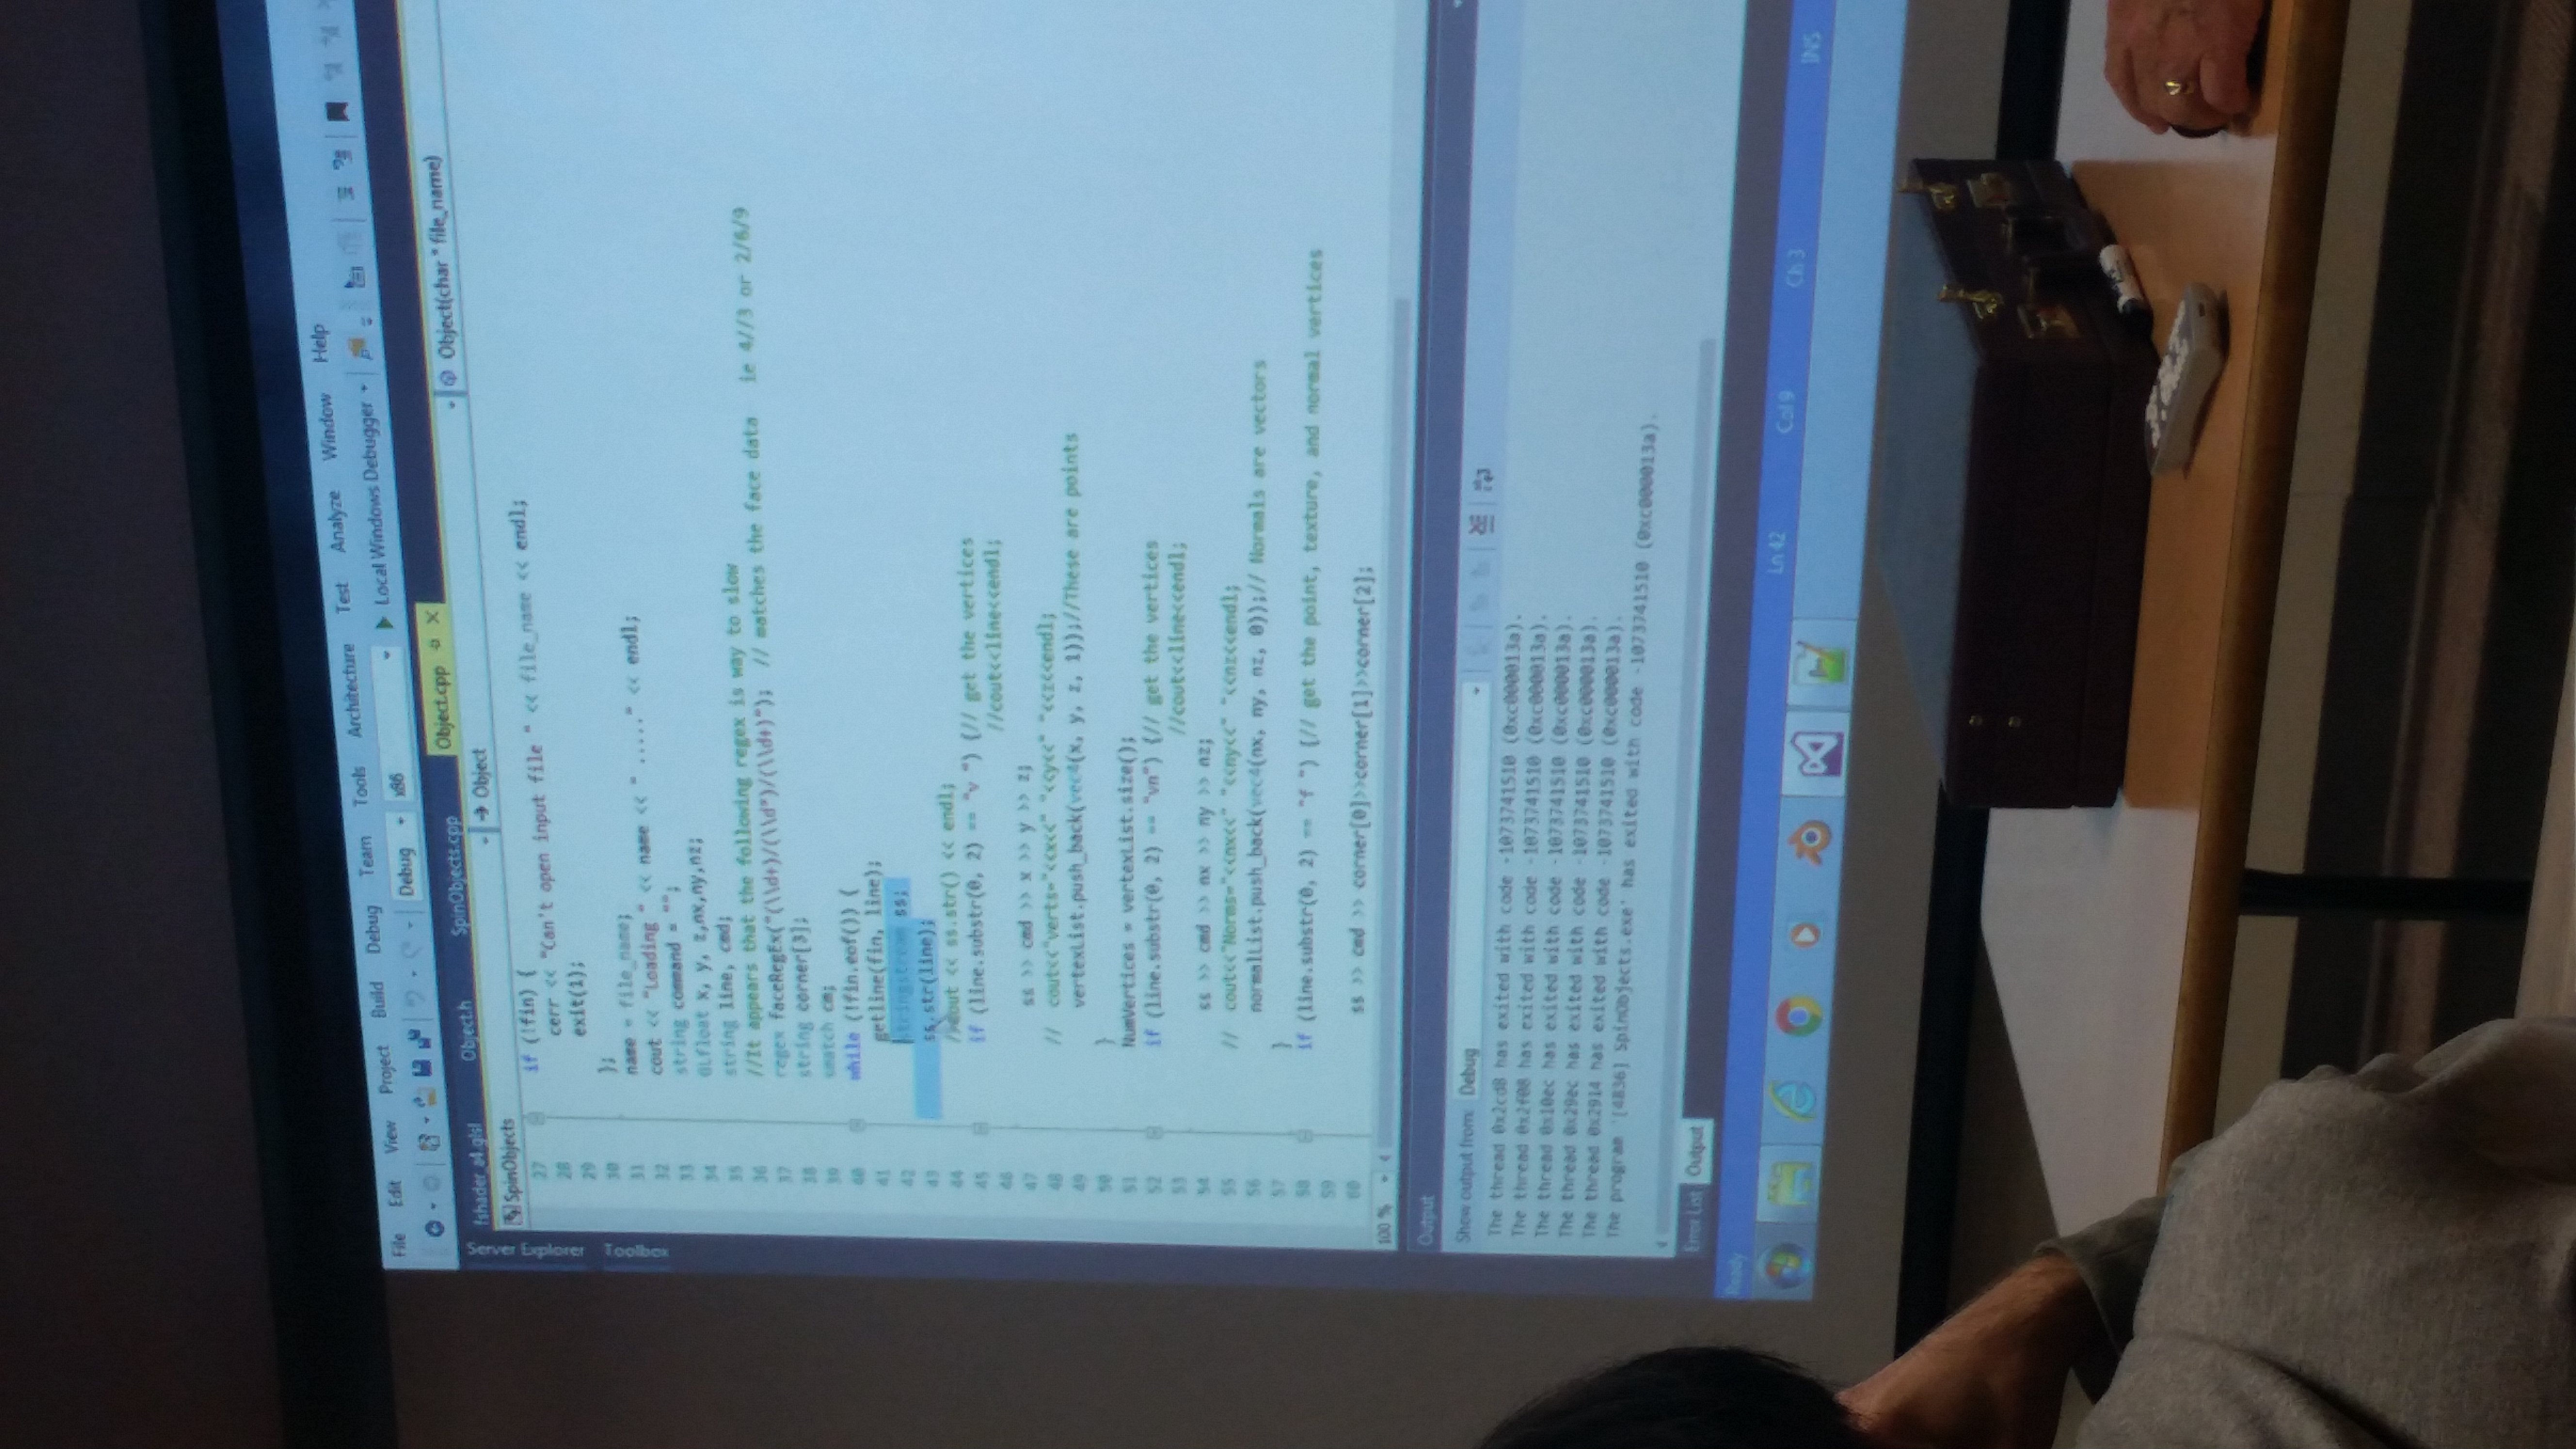 File Edit View Project Build Debug Team Tools Architecture Test Analyze Window Help
Debug x86 Local Windows Debugger
Server Explorer Toolbox
fshader_a4.glsl Object.h SpinObjects.cpp Object.cpp
SpinObjects Object Object(char * file_name)
27 if (!fin) {
28 cerr << "Can't open input file " << file_name << endl;
29 exit(1);
30 };
31 name = file_name;
32 cout << "Loading " << name << " ....." << endl;
33 string command = "";
34 GLfloat x, y, z,nx,ny,nz;
35 string line, cmd;
36 //It appears that the following regex is way to slow
37 regex faceRegEx("(\\d+)/(\\d*)/(\\d+)"); // matches the face data ie 4//3 or 2/6/9
38 string corner[3];
39 smatch cm;
40 while (!fin.eof()) {
41 getline(fin, line);
42 stringstream ss;
43 ss.str(line);
44 //cout << ss.str() << endl;
45 if (line.substr(0, 2) == "v ") {// get the vertices
46 //cout<<line<<endl;
47 ss >> cmd >> x >> y >> z;
48 // cout<<"verts="<<x<<" "<<y<<" "<<z<<endl;
49 vertexList.push_back(vec4(x, y, z, 1));//These are points
50 }
51 NumVertices = vertexList.size();
52 if (line.substr(0, 2) == "vn") {// get the vertices
53 //cout<<line<<endl;
54 ss >> cmd >> nx >> ny >> nz;
55 // cout<<"Norms="<<nx<<" "<<ny<<" "<<nz<<endl;
56 normalList.push_back(vec4(nx, ny, nz, 0));// Normals are vectors
57 }
58 if (line.substr(0, 2) == "f ") {// get the point, texture, and normal vertices
59
60 ss >> cmd >> corner[0]>>corner[1]>>corner[2];
100 %
Output
Show output from: Debug
The thread 0x2cd8 has exited with code -1073741510 (0xc000013a).
The thread 0x2f08 has exited with code -1073741510 (0xc000013a).
The thread 0x10ec has exited with code -1073741510 (0xc000013a).
The thread 0x29ec has exited with code -1073741510 (0xc000013a).
The thread 0x2914 has exited with code -1073741510 (0xc000013a).
The program '[4836] SpinObjects.exe' has exited with code -1073741510 (0xc000013a).
Error List Output
Ready Ln 42 Col 9 Ch 3 INS